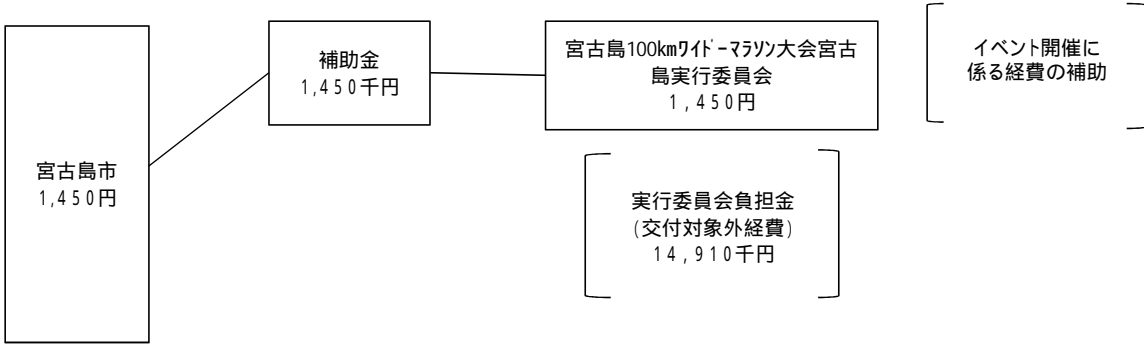 宮古島市
1,450円
補助金
1,450千円
宮古島100kmﾜｲﾄﾞｰﾏﾗｿﾝ大会宮古
島実行委員会
1,450円
イベント開催に
係る経費の補助
実行委員会負担金
(交付対象外経費)
14,910千円